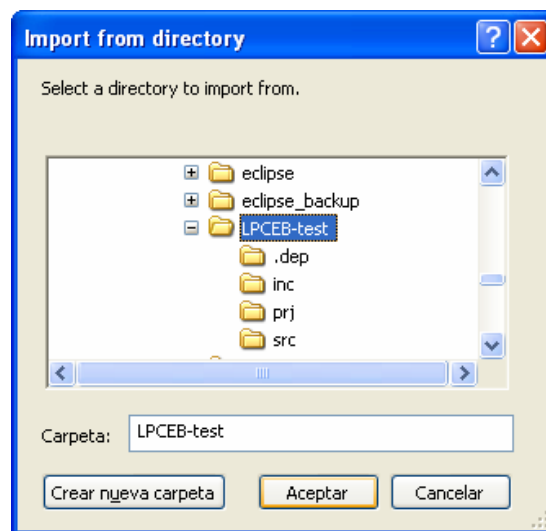 Import from directory
Select a directory to import from.
eclipse
eclipse_backup
LPCEB-test
.dep
inc
prj
src
Carpeta: LPCEB-test
Crear nueva carpeta Aceptar Cancelar